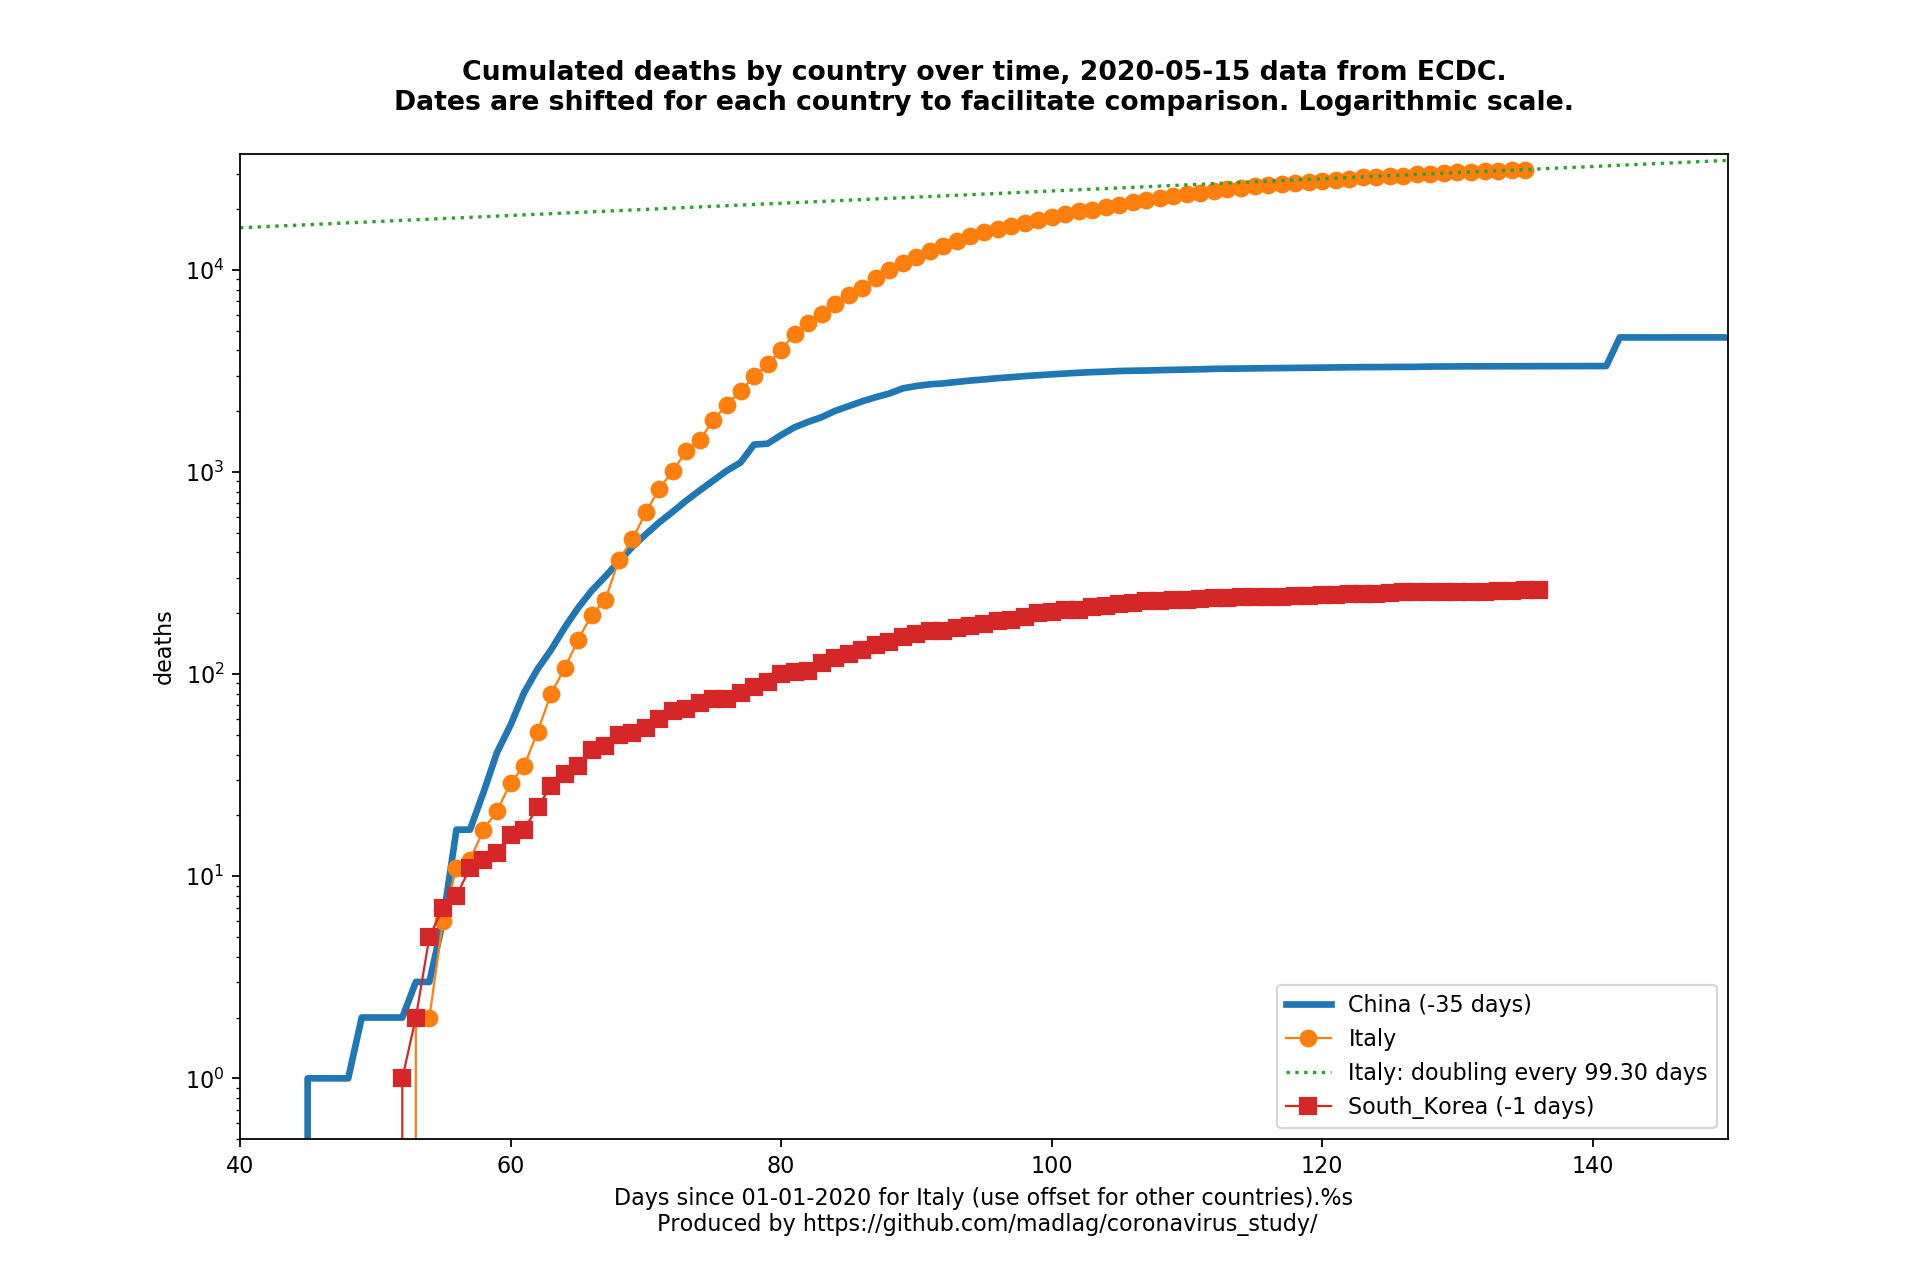 Cumulated deaths by country over time, 2020-05-15 data from ECDC.
Dates are shifted for each country to facilitate comparison. Logarithmic scale.
deaths
10⁴
10³
10²
10¹
10⁰
40 60 80 100 120 140
China (-35 days)
Italy
Italy: doubling every 99.30 days
South_Korea (-1 days)
Days since 01-01-2020 for Italy (use offset for other countries).%s
Produced by https://github.com/madlag/coronavirus_study/